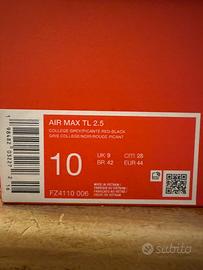 AIR MAX TL 2.5
COLLEGE GREY/PICANTE RED-BLACK
GRIS COLLEGE/NOIR/ROUGE PICANT
10
UK 9
CM 28
BR 42
EUR 44
FZ4110 006
MADE IN VIETNAM
subito